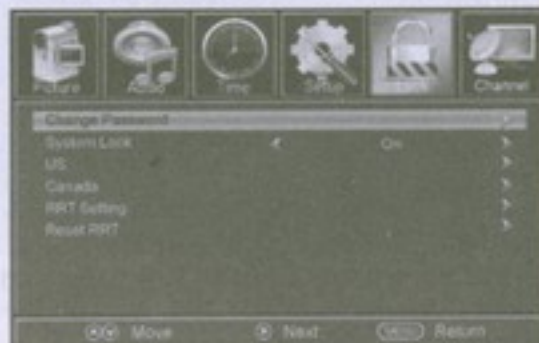 Picture Audio Time Setup Channel
Change Password
System Lock On
US
Canada
RRT Setting
Reset RRT
Move Next MENU Return